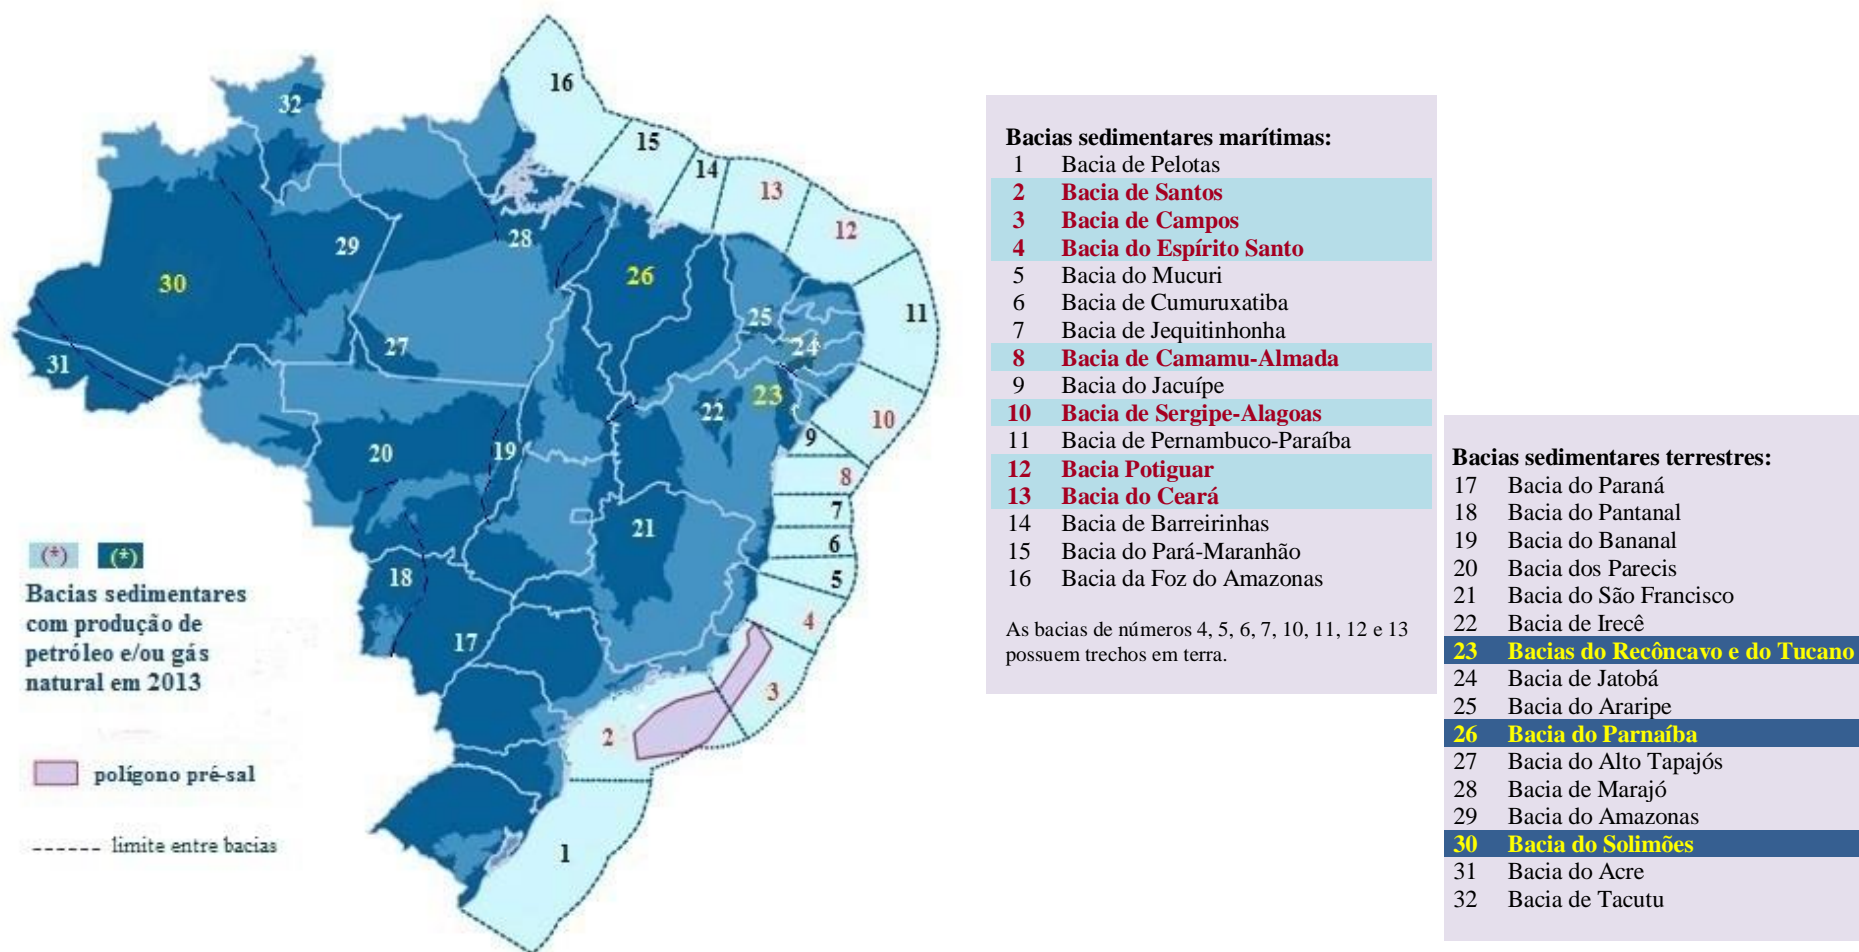 16
32
15
14
13
12
28
29
26
30
11
25
27
24
31
23
22
10
9
20
19
8
7
21
6
18
5
4
17
3
2
1
(*) (*)
Bacias sedimentares
com produção de
petróleo e/ou gás
natural em 2013
polígono pré-sal
limite entre bacias
Bacias sedimentares marítimas:
1 Bacia de Pelotas
2 Bacia de Santos
3 Bacia de Campos
4 Bacia do Espírito Santo
5 Bacia do Mucuri
6 Bacia de Cumuruxatiba
7 Bacia de Jequitinhonha
8 Bacia de Camamu-Almada
9 Bacia do Jacuípe
10 Bacia de Sergipe-Alagoas
11 Bacia de Pernambuco-Paraíba
12 Bacia Potiguar
13 Bacia do Ceará
14 Bacia de Barreirinhas
15 Bacia do Pará-Maranhão
16 Bacia da Foz do Amazonas
As bacias de números 4, 5, 6, 7, 10, 11, 12 e 13
possuem trechos em terra.
Bacias sedimentares terrestres:
17 Bacia do Paraná
18 Bacia do Pantanal
19 Bacia do Bananal
20 Bacia dos Parecis
21 Bacia do São Francisco
22 Bacia de Irecê
23 Bacias do Recôncavo e do Tucano
24 Bacia de Jatobá
25 Bacia do Araripe
26 Bacia do Parnaíba
27 Bacia do Alto Tapajós
28 Bacia de Marajó
29 Bacia do Amazonas
30 Bacia do Solimões
31 Bacia do Acre
32 Bacia de Tacutu